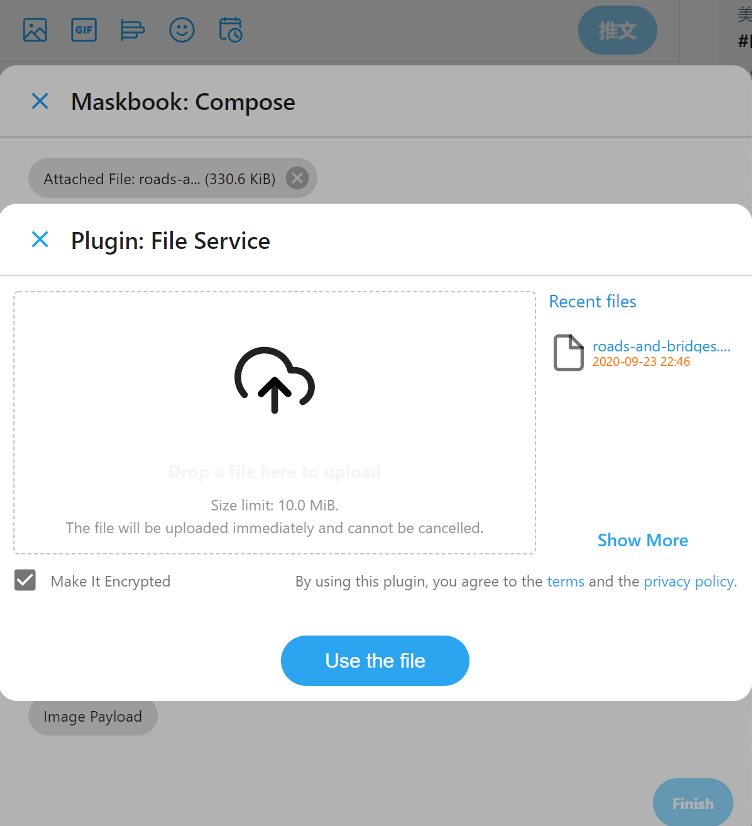 GIF
推文
美
Maskbook: Compose
Attached File: roads-a... (330.6 KiB)
Plugin: File Service
Recent files
roads-and-bridges....
2020-09-23 22:46
Drop a file here to upload
Size limit: 10.0 MiB.
The file will be uploaded immediately and cannot be cancelled.
Show More
Make It Encrypted
By using this plugin, you agree to the terms and the privacy policy.
Use the file
Image Payload
Finish